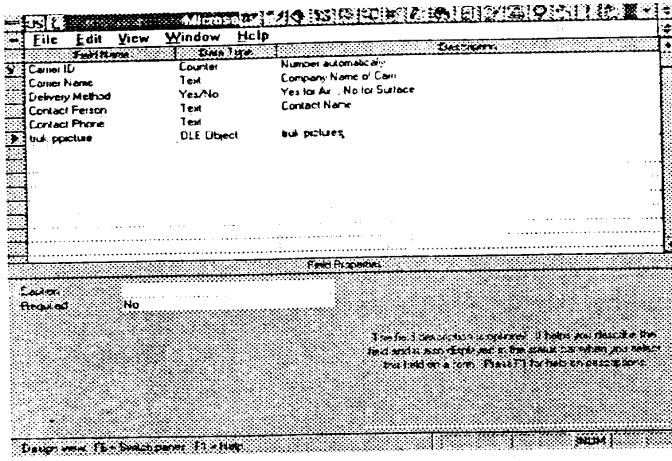 Microsoft
File Edit View Window Help
Field Name Data Type Description
Carrier ID Counter Number automatically
Carrier Name Text Company Name of Carri
Delivery Method Yes/No Yes for Air , No for Surface
Contact Person Text Contact Name
Contact Phone Text
truk ppicture OLE Object truk pictures
Field Properties
Caption
Required No
The field description is optional. It helps you describe the
field and is also displayed in the status bar when you select
this field on a form. Press F1 for help on descriptions.
Design view. F6 = Switch panes. F1 = Help. NUM